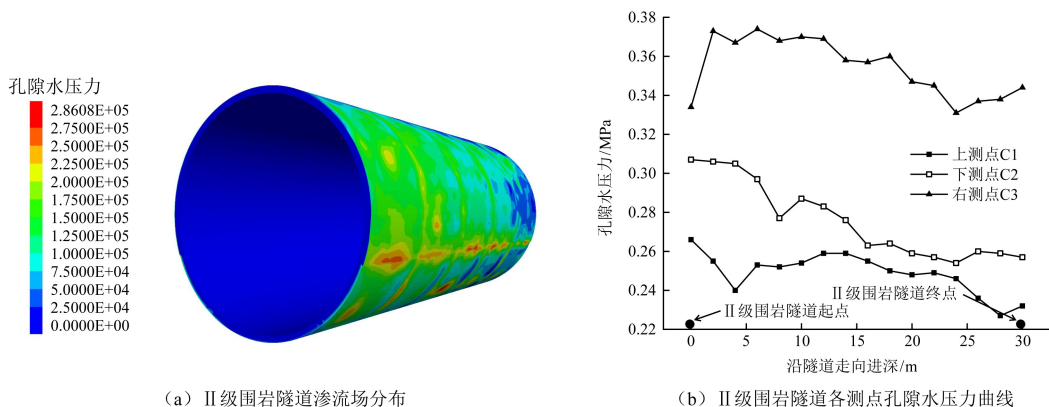 孔隙水压力
2.8608E+05
2.7500E+05
2.5000E+05
2.2500E+05
2.0000E+05
1.7500E+05
1.5000E+05
1.2500E+05
1.0000E+05
7.5000E+04
5.0000E+04
2.5000E+04
0.0000E+00
(a) Ⅱ级围岩隧道渗流场分布
孔隙水压力/MPa
0.38
0.36
0.34
0.32
0.30
0.28
0.26
0.24
0.22
上测点C1
下测点C2
右测点C3
Ⅱ级围岩隧道终点
Ⅱ级围岩隧道起点
0 5 10 15 20 25 30
沿隧道走向进深/m
(b) Ⅱ级围岩隧道各测点孔隙水压力曲线